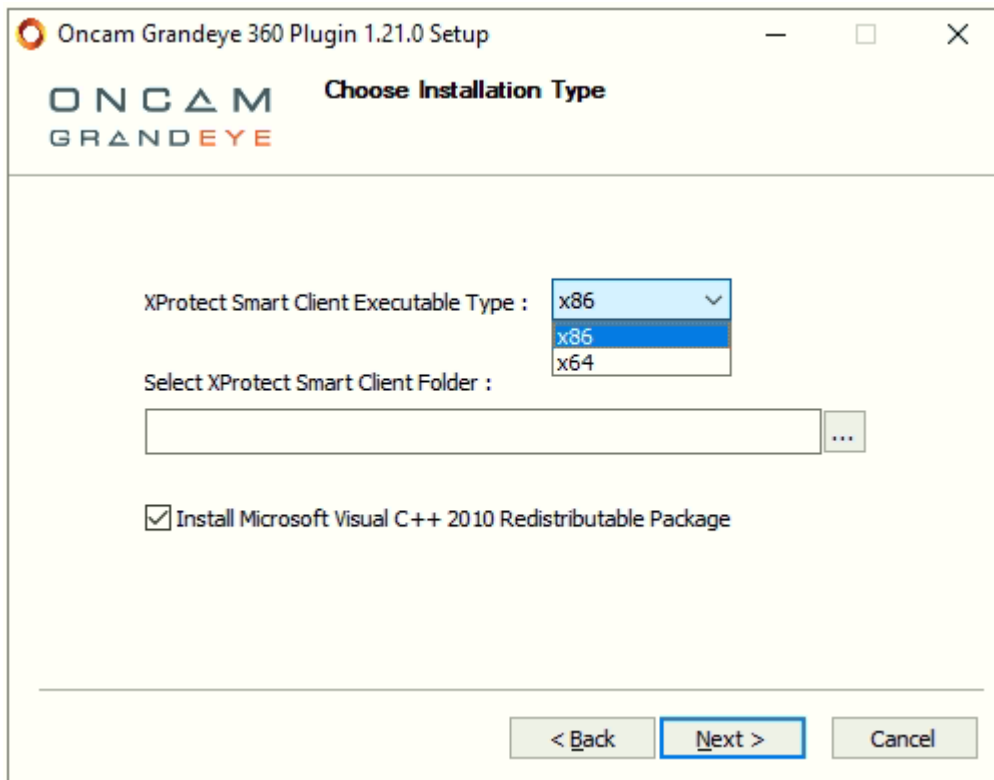 Oncam Grandeye 360 Plugin 1.21.0 Setup
ONCAM
GRANDEYE
Choose Installation Type
XProtect Smart Client Executable Type :
x86
x86
x64
Select XProtect Smart Client Folder :
...
Install Microsoft Visual C++ 2010 Redistributable Package
< Back
Next >
Cancel